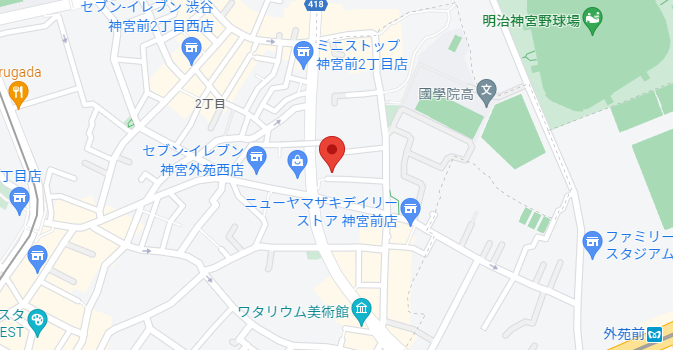 セブン-イレブン 渋谷
神宮前2丁目西店
418
ミニストップ
神宮前2丁目店
明治神宮野球場
rugada
2丁目
國學院高
文
セブン-イレブン
神宮外苑西店
丁目店
ニューヤマザキデイリー
ストア 神宮前店
ファミリー
スタジアム
ワタリウム美術館
スタ
EST
外苑前